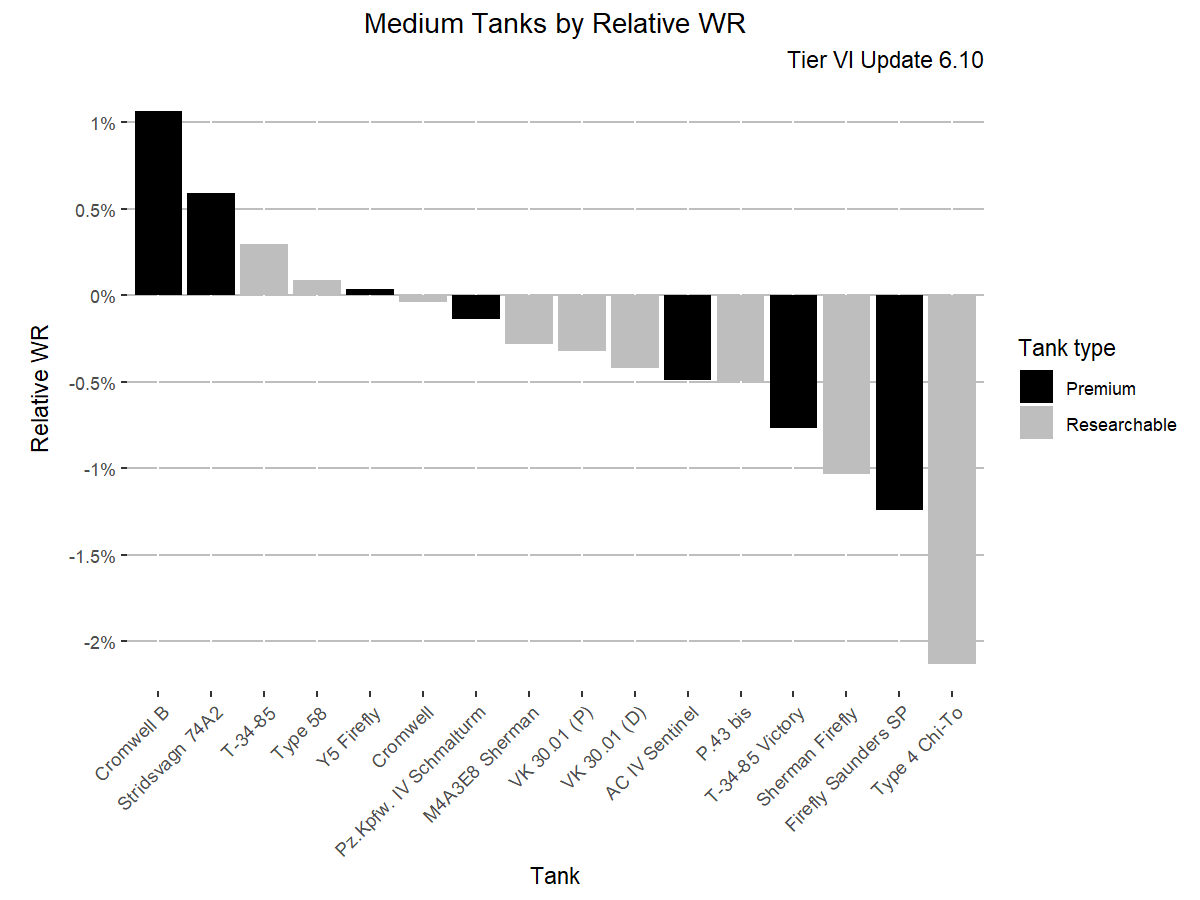 Medium Tanks by Relative WR
Tier VI Update 6.10
1%
0.5%
0%
-0.5%
-1%
-1.5%
-2%
Relative WR
Cromwell B
Stridsvagn 74A2
T-34-85
Type 58
Y5 Firefly
Cromwell
Pz.Kpfw. IV Schmalturm
M4A3E8 Sherman
VK 30.01 (P)
VK 30.01 (D)
AC IV Sentinel
P.43 bis
T-34-85 Victory
Sherman Firefly
Firefly Saunders SP
Type 4 Chi-To
Tank
Tank type
Premium
Researchable